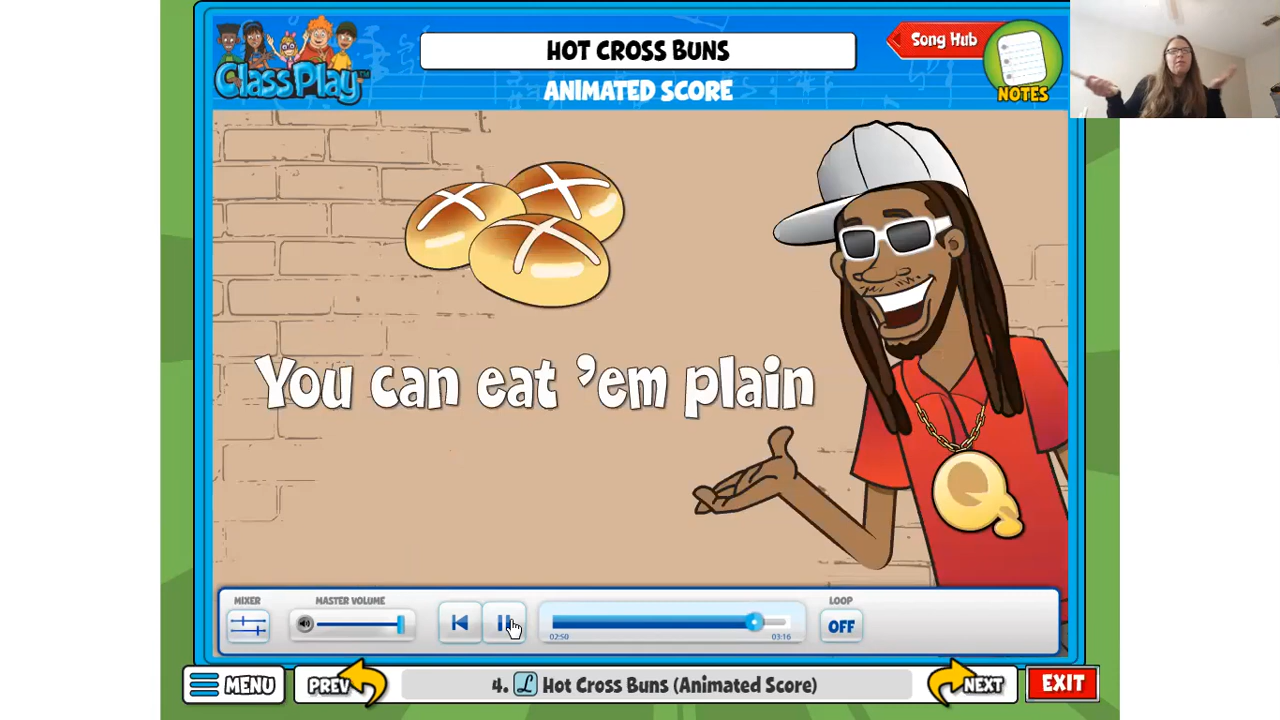 ClassPlay™
HOT CROSS BUNS
ANIMATED SCORE
Song Hub
NOTES
You can eat 'em plain
Q
MIXER
MASTER VOLUME
02:50
03:16
LOOP
OFF
MENU
PREV
4. L Hot Cross Buns (Animated Score)
NEXT
EXIT